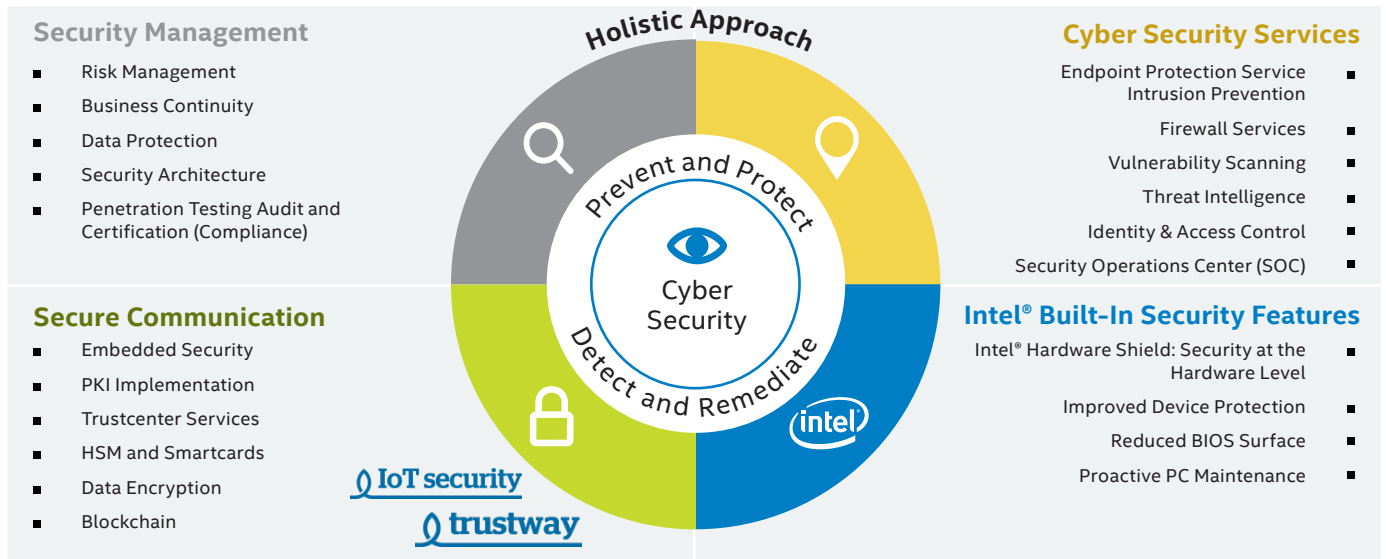 Holistic Approach
Security Management
Risk Management
Business Continuity
Data Protection
Security Architecture
Penetration Testing Audit and
Certification (Compliance)
Cyber Security Services
Endpoint Protection Service
Intrusion Prevention
Firewall Services
Vulnerability Scanning
Threat Intelligence
Identity & Access Control
Security Operations Center (SOC)
Prevent and Protect
Cyber
Security
Detect and Remediate
Secure Communication
Embedded Security
PKI Implementation
Trustcenter Services
HSM and Smartcards
Data Encryption
Blockchain
IoT security
trustway
Intel® Built-In Security Features
Intel® Hardware Shield: Security at the
Hardware Level
Improved Device Protection
Reduced BIOS Surface
Proactive PC Maintenance
intel